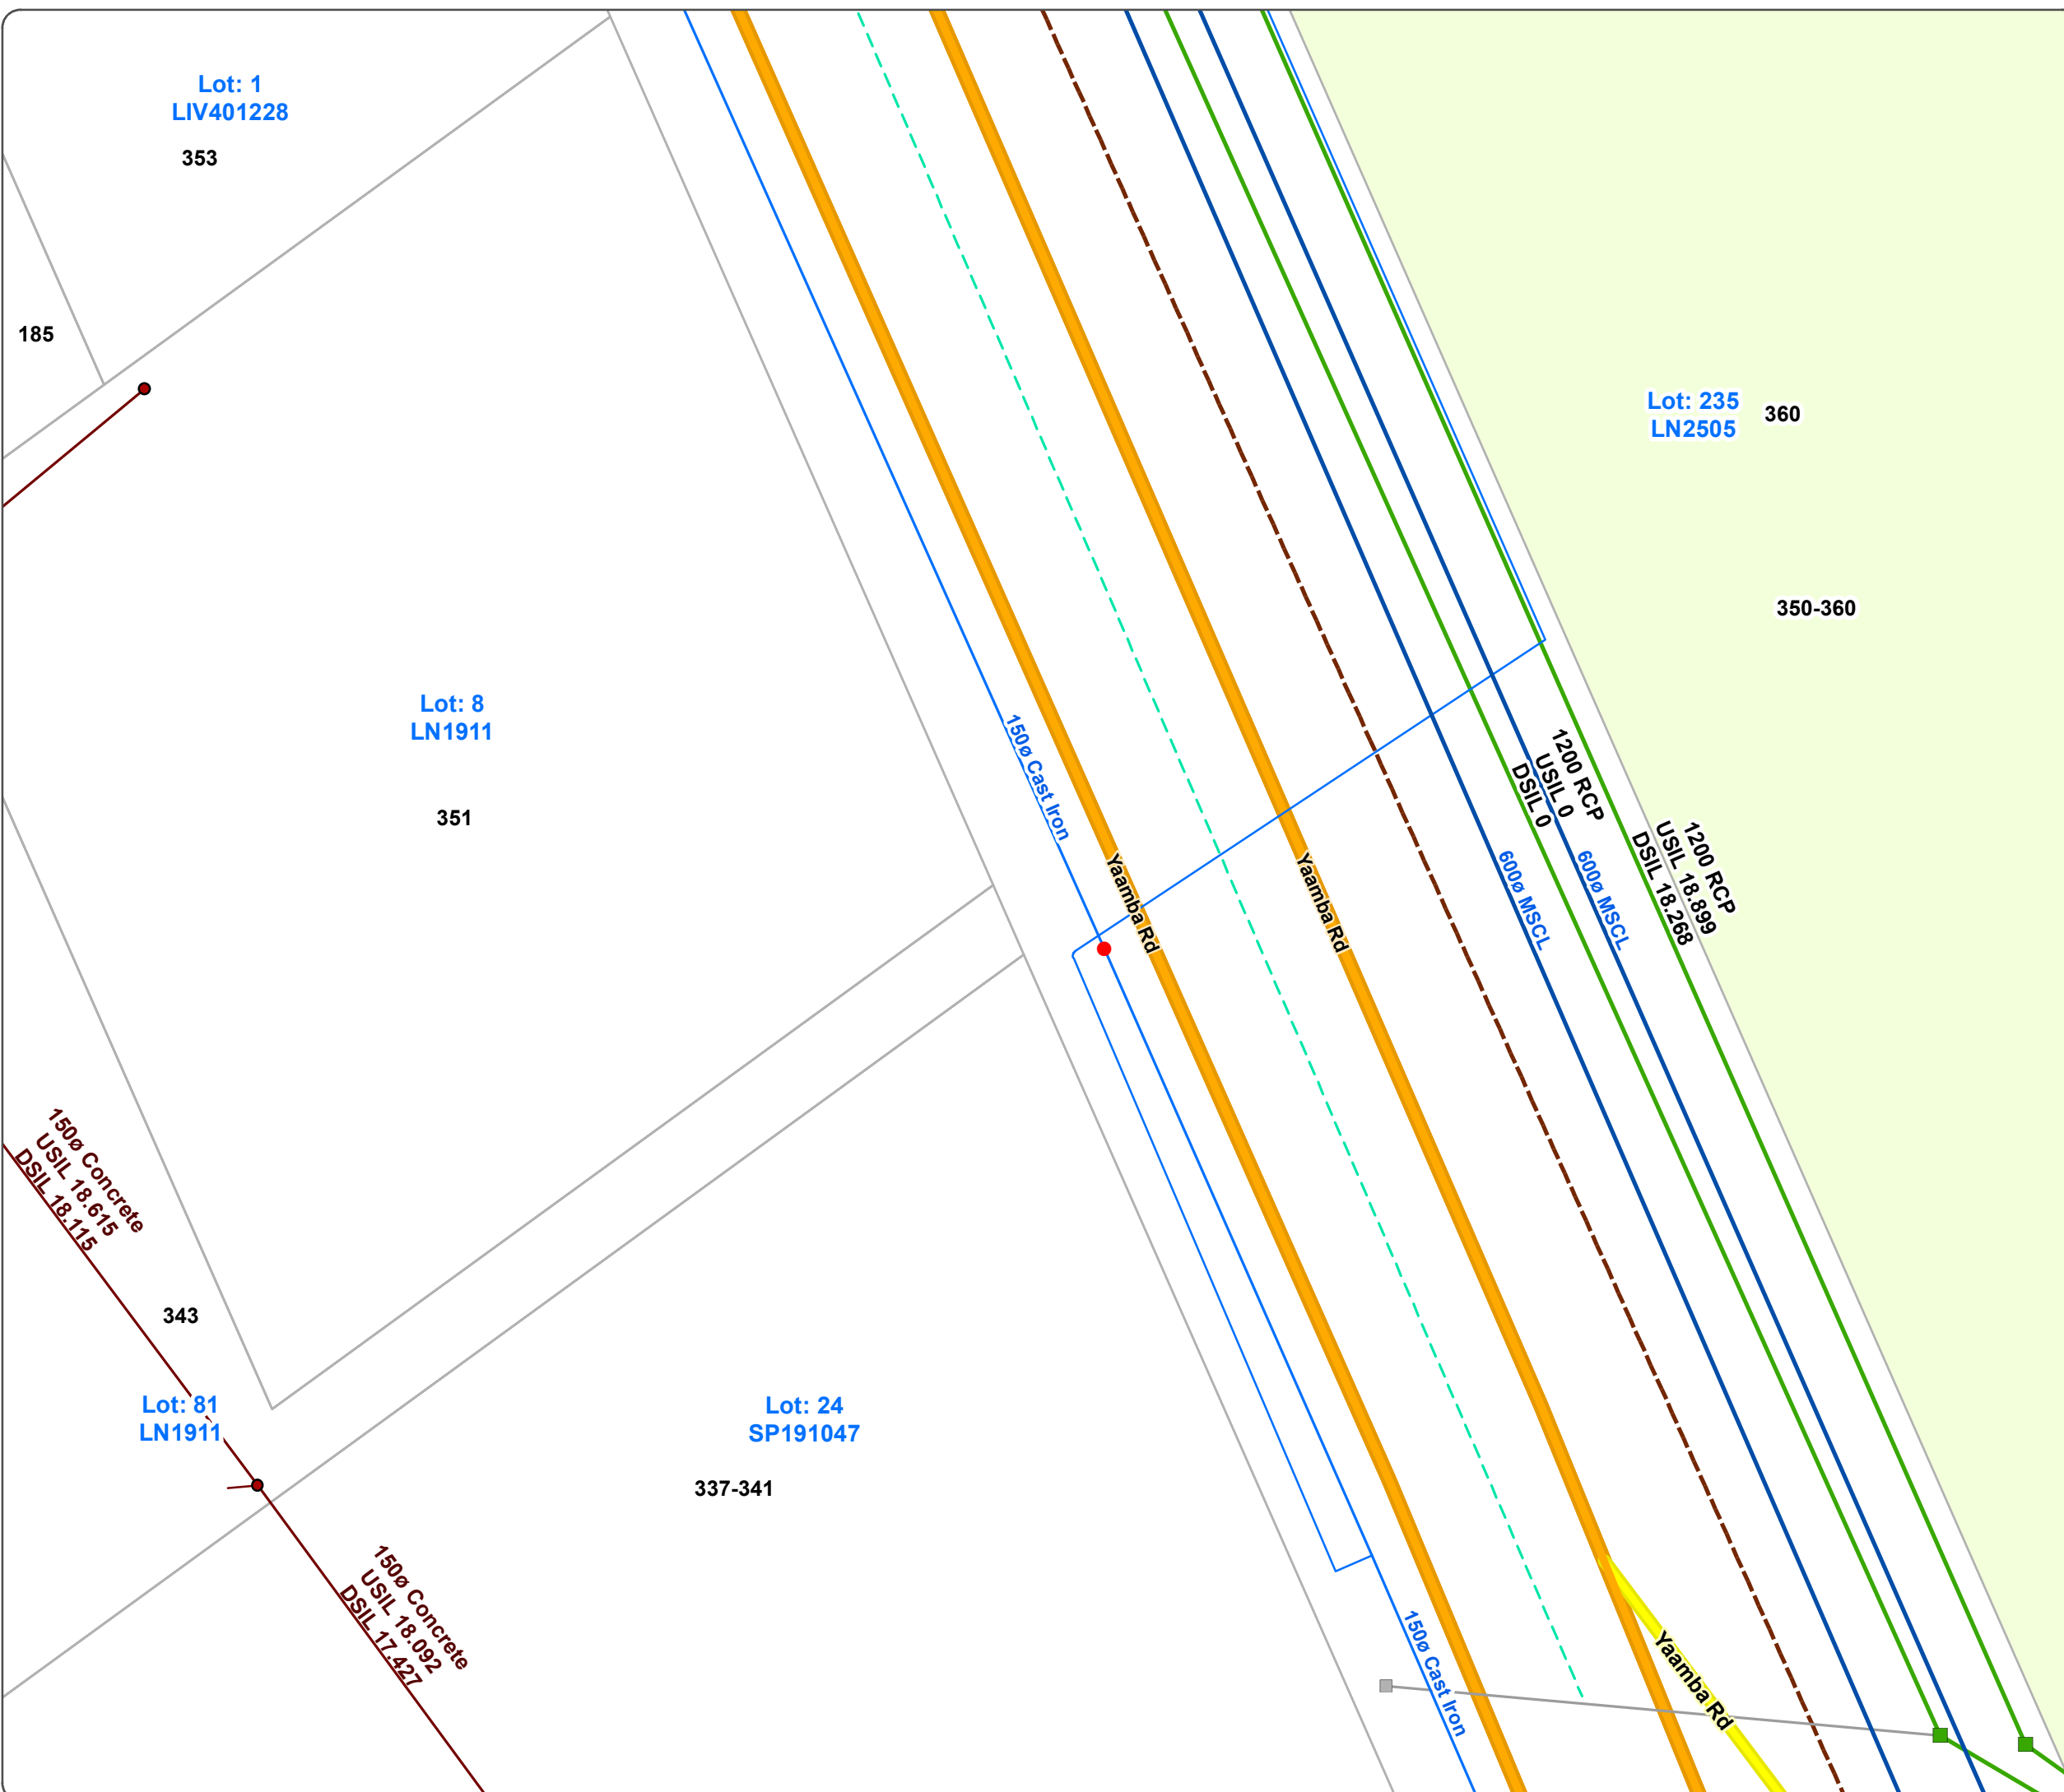 Lot: 1
LIV401228
353
185
Lot: 235
LN2505
360
350-360
Lot: 8
LN1911
351
150ø Cast Iron
Yaamba Rd
Yaamba Rd
1200 RCP
USIL 0
DSIL 0
600ø MSCL
600ø MSCL
1200 RCP
USIL 18.899
DSIL 18.268
150ø Concrete
USIL 18.615
DSIL 18.115
343
Lot: 81
LN1911
Lot: 24
SP191047
337-341
150ø Concrete
USIL 18.092
DSIL 17.427
150ø Cast Iron
Yaamba Rd